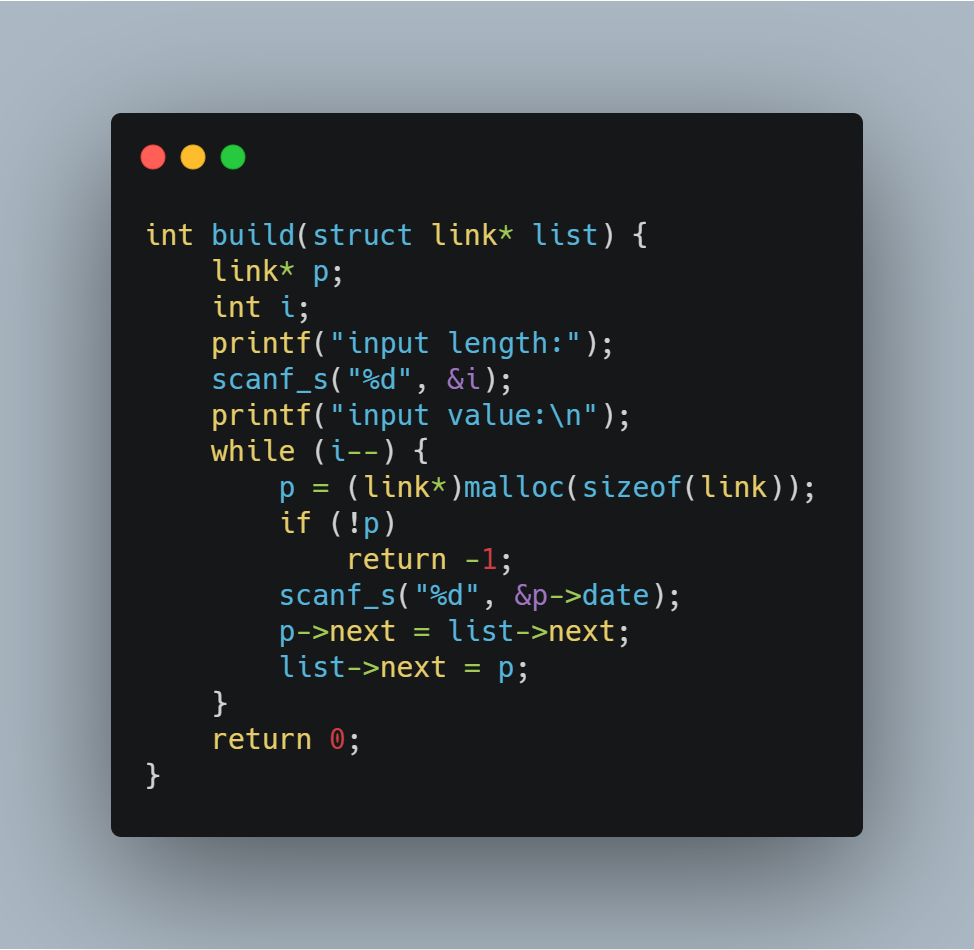 int build(struct link* list) {
    link* p;
    int i;
    printf("input length:");
    scanf_s("%d", &i);
    printf("input value:\n");
    while (i--) {
        p = (link*)malloc(sizeof(link));
        if (!p)
            return -1;
        scanf_s("%d", &p->date);
        p->next = list->next;
        list->next = p;
    }
    return 0;
}